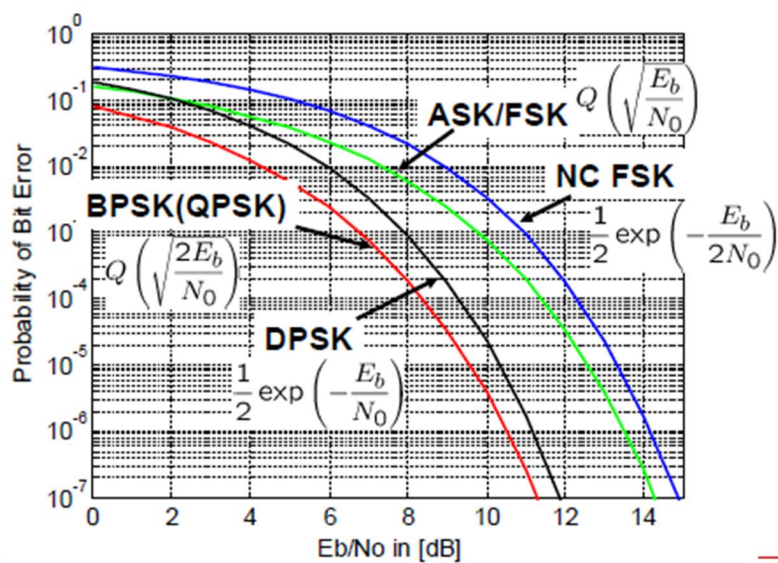 10^0
10^-1
10^-2
10^-
10^-4
10^-5
10^-6
10^-7
Probability of Bit Error
0 2 4 6 8 10 12 14
Eb/No in [dB]
ASK/FSK
Q(√(E_b/N_0))
NC FSK
1/2 exp(-E_b/2N_0)
BPSK(QPSK)
Q(√(2E_b/N_0))
DPSK
1/2 exp(-E_b/N_0)